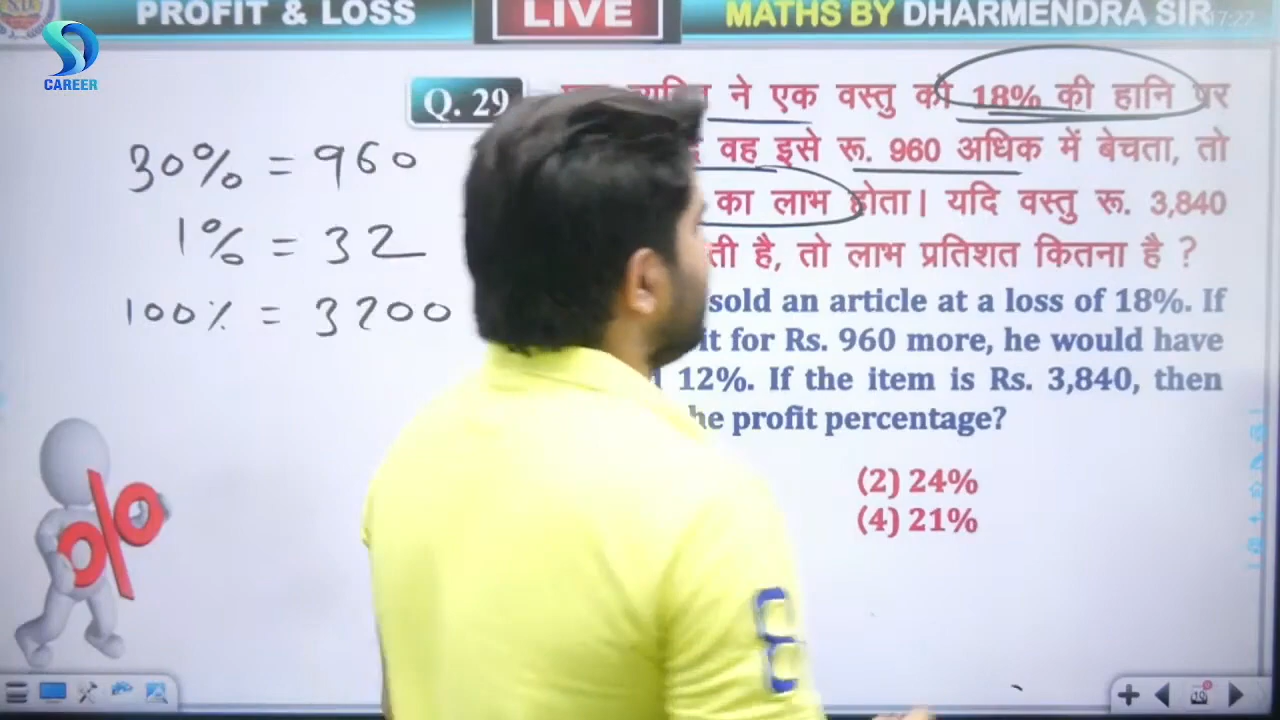 PROFIT & LOSS
LIVE
MATHS BY DHARMENDRA SIR
17:22
CAREER
Q. 29
ने एक वस्तु को 18% की हानि पर
वह इसे रू. 960 अधिक में बेचता, तो
का लाभ होता। यदि वस्तु रू. 3,840
है, तो लाभ प्रतिशत कितना है ?
sold an article at a loss of 18%. If
it for Rs. 960 more, he would have
12%. If the item is Rs. 3,840, then
he profit percentage?
(2) 24%
(4) 21%
30% = 960
1% = 32
100% = 3200